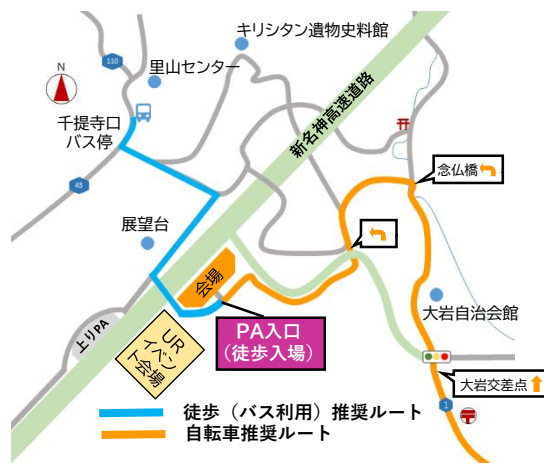 キリシタン遺物史料館
110
里山センター
N
千提寺口
バス停
新名神高速道路
念仏橋
43
展望台
会場
大岩自治会館
PA入口
(徒歩入場)
上りPA
UR
イベン
ト会場
大岩交差点
1
徒歩（バス利用）推奨ルート
自転車推奨ルート